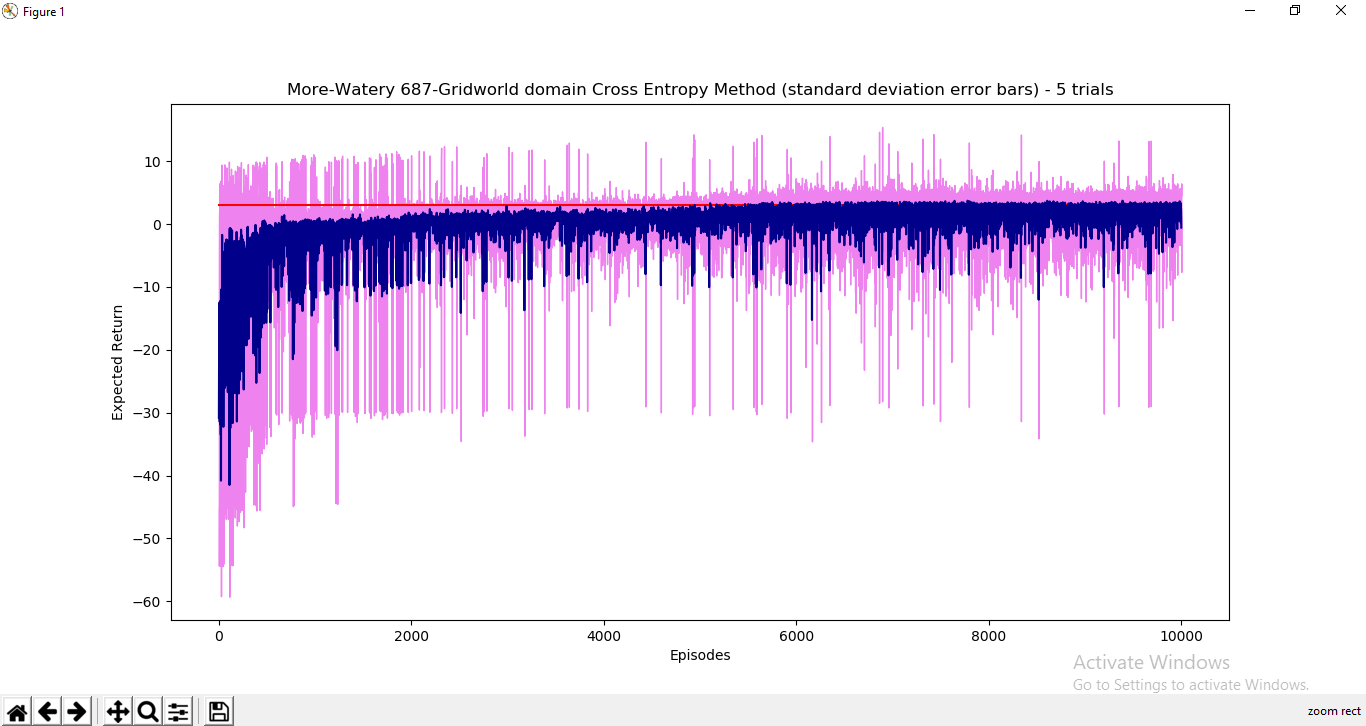 Figure 1
More-Watery 687-Gridworld domain Cross Entropy Method (standard deviation error bars) - 5 trials
10
0
−10
−20
−30
−40
−50
−60
Expected Return
0 2000 4000 6000 8000 10000
Episodes
Activate Windows
Go to Settings to activate Windows.
zoom rect